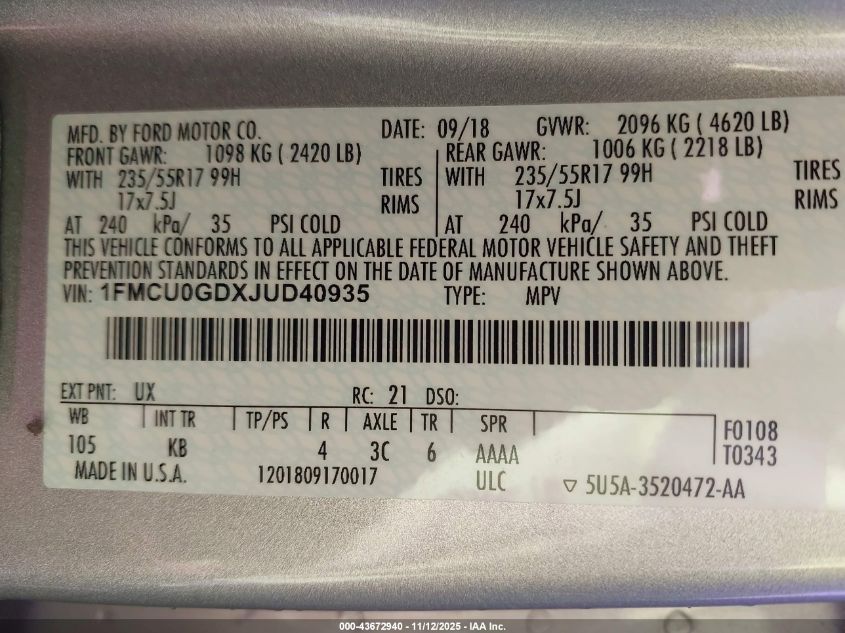 MFD. BY FORD MOTOR CO. DATE: 09/18 GVWR: 2096 KG ( 4620 LB)
FRONT GAWR: 1098 KG ( 2420 LB) REAR GAWR: 1006 KG ( 2218 LB)
WITH 235/55R17 99H TIRES WITH 235/55R17 99H TIRES
17x7.5J RIMS 17x7.5J RIMS
AT 240 kPa/ 35 PSI COLD AT 240 kPa/ 35 PSI COLD
THIS VEHICLE CONFORMS TO ALL APPLICABLE FEDERAL MOTOR VEHICLE SAFETY AND THEFT
PREVENTION STANDARDS IN EFFECT ON THE DATE OF MANUFACTURE SHOWN ABOVE.
VIN: 1FMCU0GDXJUD40935 TYPE: MPV
EXT PNT: UX RC: 21 DSO:
WB INT TR TP/PS R AXLE TR SPR F0108
105 KB 4 3C 6 AAAA T0343
MADE IN U.S.A. 1201809170017 ULC ▽ 5U5A-3520472-AA
000-43672940 - 11/12/2025 - IAA Inc.